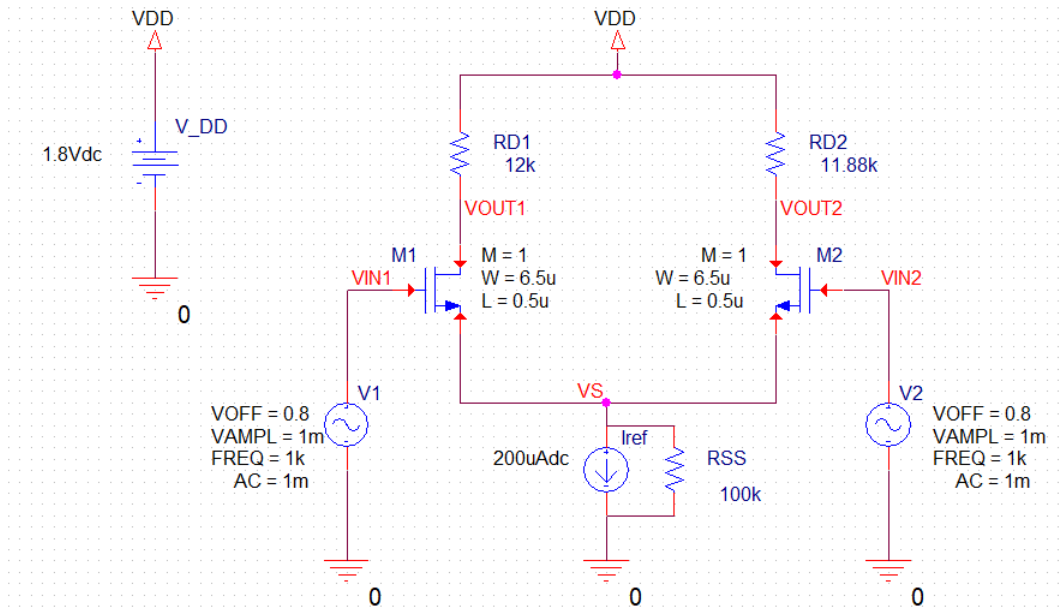 VDD
VDD
V_DD
1.8Vdc
+
-
0
RD1
12k
RD2
11.88k
VOUT1
VOUT2
M1
M = 1
W = 6.5u
L = 0.5u
M = 1
W = 6.5u
L = 0.5u
M2
VIN1
VIN2
VS
V1
VOFF = 0.8
VAMPL = 1m
FREQ = 1k
AC = 1m
+
-
200uAdc
Iref
RSS
100k
V2
VOFF = 0.8
VAMPL = 1m
FREQ = 1k
AC = 1m
0
0
0